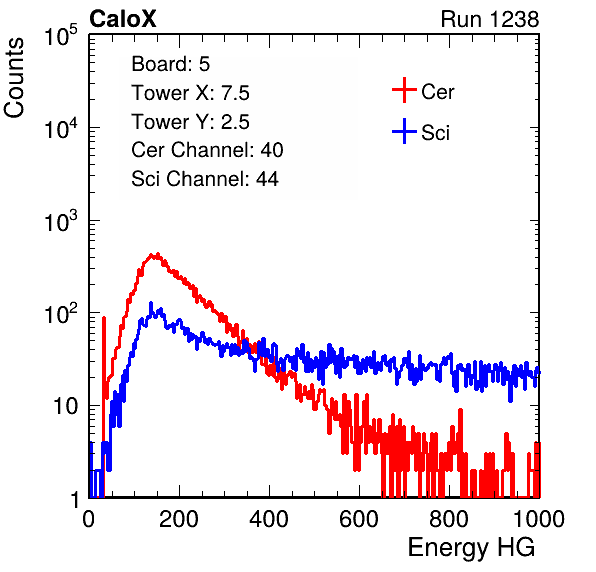 CaloX Run 1238
Board: 5
Tower X: 7.5
Tower Y: 2.5
Cer Channel: 40
Sci Channel: 44
Cer
Sci
Counts
10^5
10^4
10^3
10^2
10
1
0 200 400 600 800 1000
Energy HG